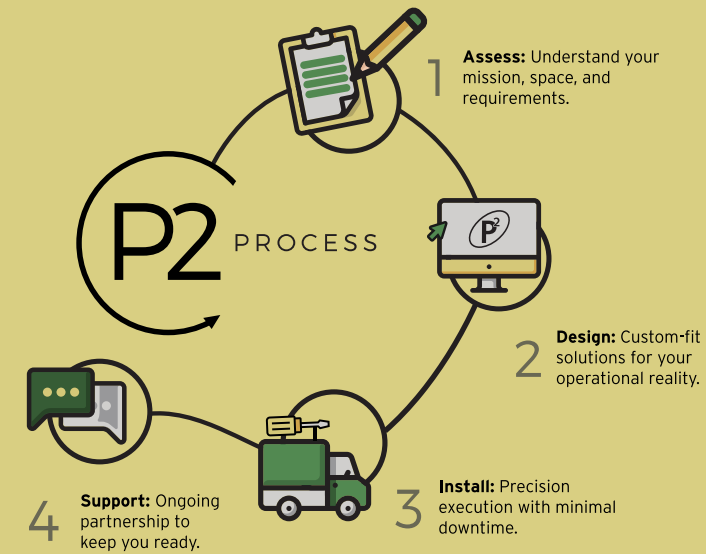 P2
PROCESS
1
Assess: Understand your
mission, space, and
requirements.
P²
2
Design: Custom-fit
solutions for your
operational reality.
3
Install: Precision
execution with minimal
downtime.
4
Support: Ongoing
partnership to
keep you ready.